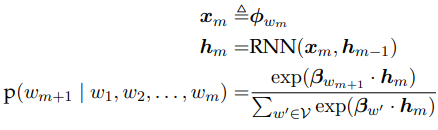 x_m ≜ ϕ_{w_m}
h_m = RNN(x_m, h_{m−1})
p(w_{m+1} | w_1, w_2, …, w_m) = exp(β_{w_{m+1}} · h_m) / ∑_{w′∈𝒱} exp(β_{w′} · h_m)